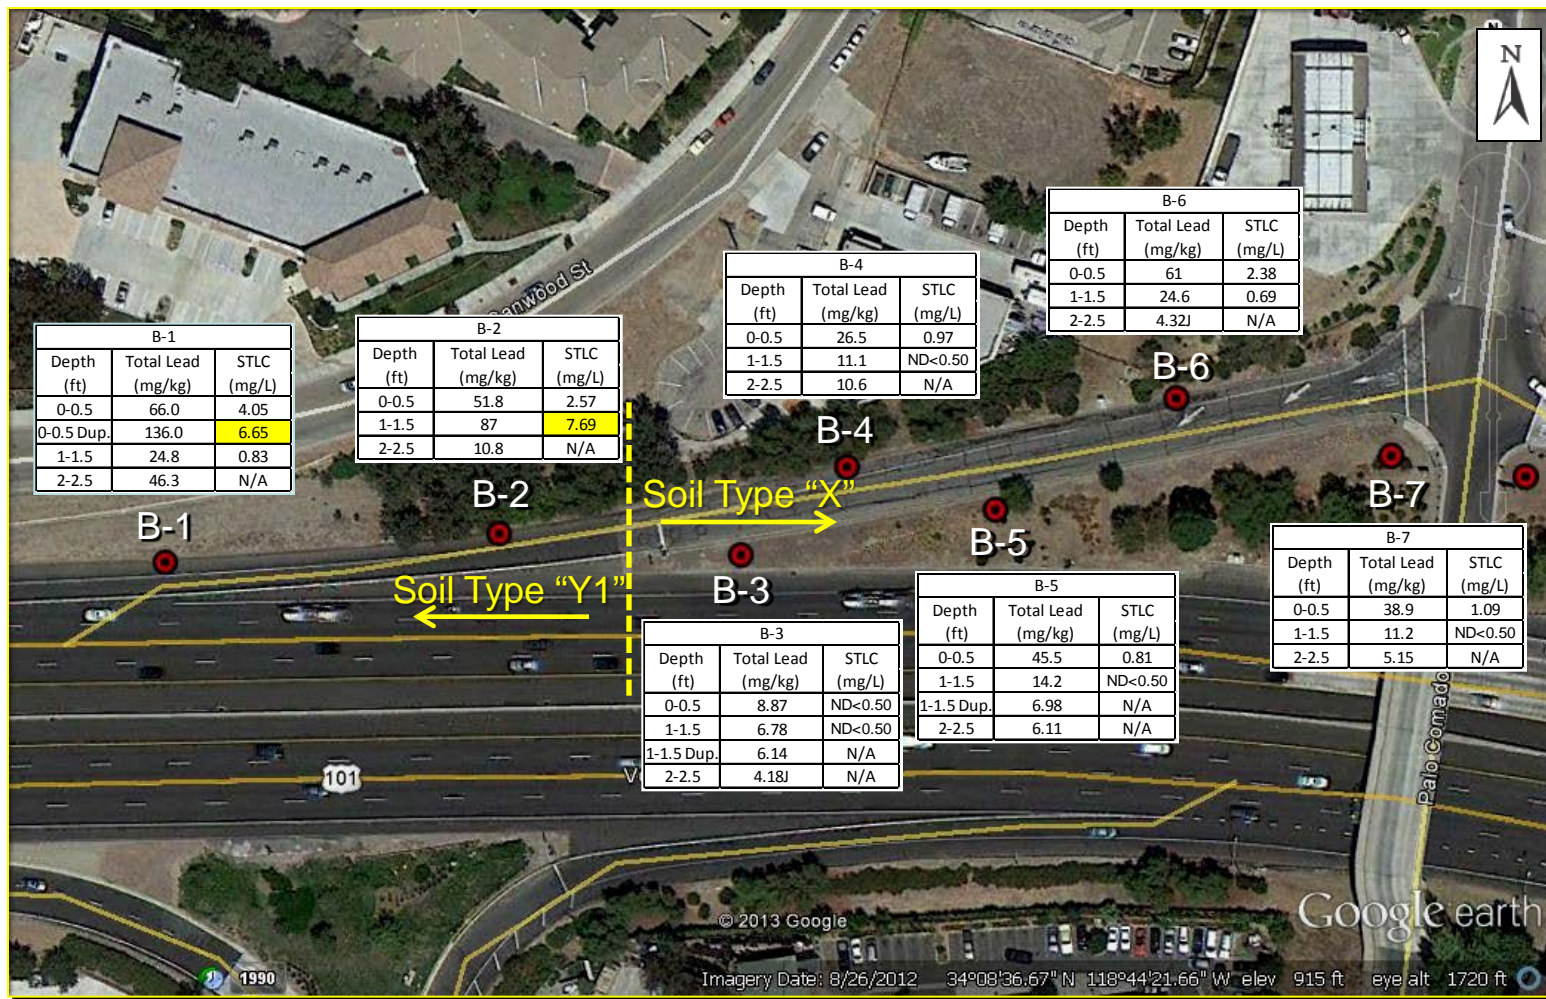 N
N
B-6
Depth (ft) Total Lead (mg/kg) STLC (mg/L)
0-0.5 61 2.38
1-1.5 24.6 0.69
2-2.5 4.32J N/A
B-4
Depth (ft) Total Lead (mg/kg) STLC (mg/L)
0-0.5 26.5 0.97
1-1.5 11.1 ND<0.50
2-2.5 10.6 N/A
Canwood St
B-1
Depth (ft) Total Lead (mg/kg) STLC (mg/L)
0-0.5 66.0 4.05
0-0.5 Dup. 136.0 6.65
1-1.5 24.8 0.83
2-2.5 46.3 N/A
B-2
Depth (ft) Total Lead (mg/kg) STLC (mg/L)
0-0.5 51.8 2.57
1-1.5 87 7.69
2-2.5 10.8 N/A
B-6
B-4
B-2
Soil Type “X”
B-7
B-1
B-5
Soil Type “Y1”
B-3
B-7
Depth (ft) Total Lead (mg/kg) STLC (mg/L)
0-0.5 38.9 1.09
1-1.5 11.2 ND<0.50
2-2.5 5.15 N/A
B-5
Depth (ft) Total Lead (mg/kg) STLC (mg/L)
0-0.5 45.5 0.81
1-1.5 14.2 ND<0.50
1-1.5 Dup. 6.98 N/A
2-2.5 6.11 N/A
B-3
Depth (ft) Total Lead (mg/kg) STLC (mg/L)
0-0.5 8.87 ND<0.50
1-1.5 6.78 ND<0.50
1-1.5 Dup. 6.14 N/A
2-2.5 4.18J N/A
101
Palo Comado
Google earth
© 2013 Google
1990
Imagery Date: 8/26/2012 34°08'36.67" N 118°44'21.66" W elev 915 ft eye alt 1720 ft